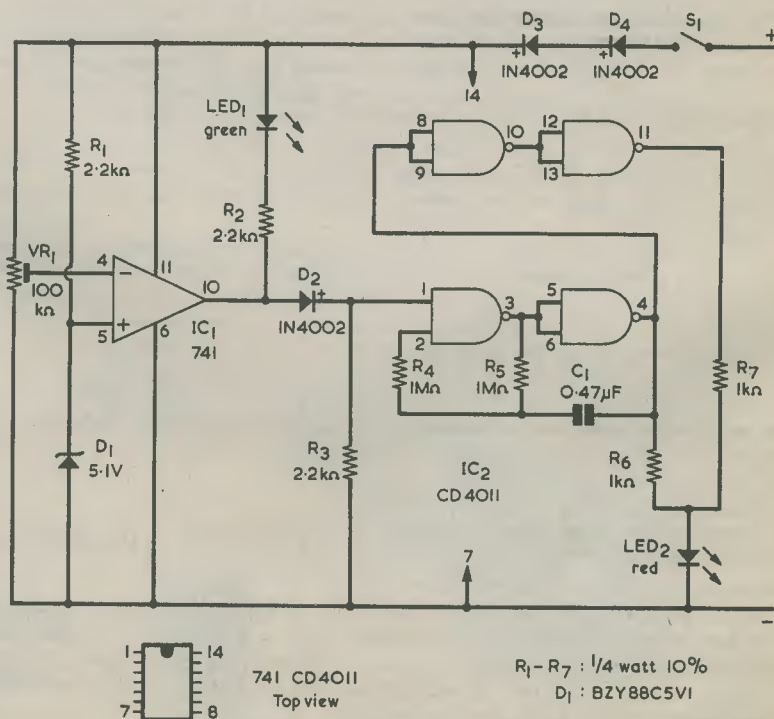 D3
D4
S1
+
+
+
1N4002
1N4002
14
LED1
green
R1
2.2kΩ
8
9
10
12
13
11
R2
2.2kΩ
VR1
100
kΩ
4
−
11
10
+
5
6
IC1
741
D2
+
1N4002
1
2
3
5
6
4
R4
1MΩ
R5
1MΩ
C1
0.47µF
R7
1kΩ
D1
5.1V
R3
2.2kΩ
IC2
CD4011
R6
1kΩ
7
LED2
red
−
1
14
7
8
741 CD4011
Top view
R1−R7 : 1/4 watt 10%
D1 : BZY88C5V1